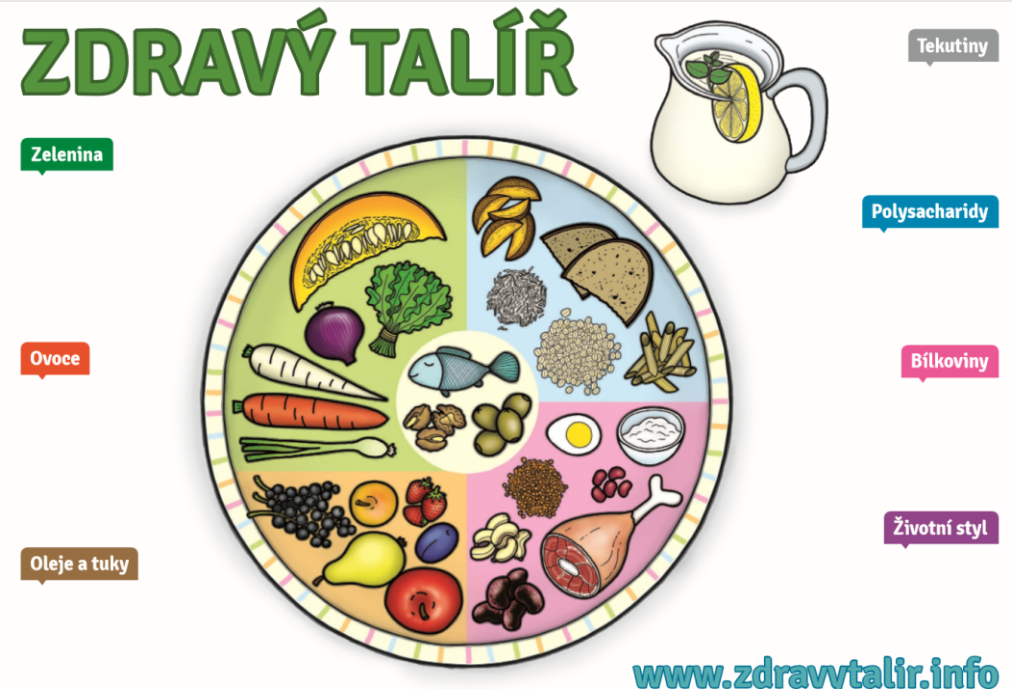 ZDRAVÝ TALÍŘ
Tekutiny
Zelenina
Polysacharidy
Ovoce
Bílkoviny
Životní styl
Oleje a tuky
www.zdravytalir.info